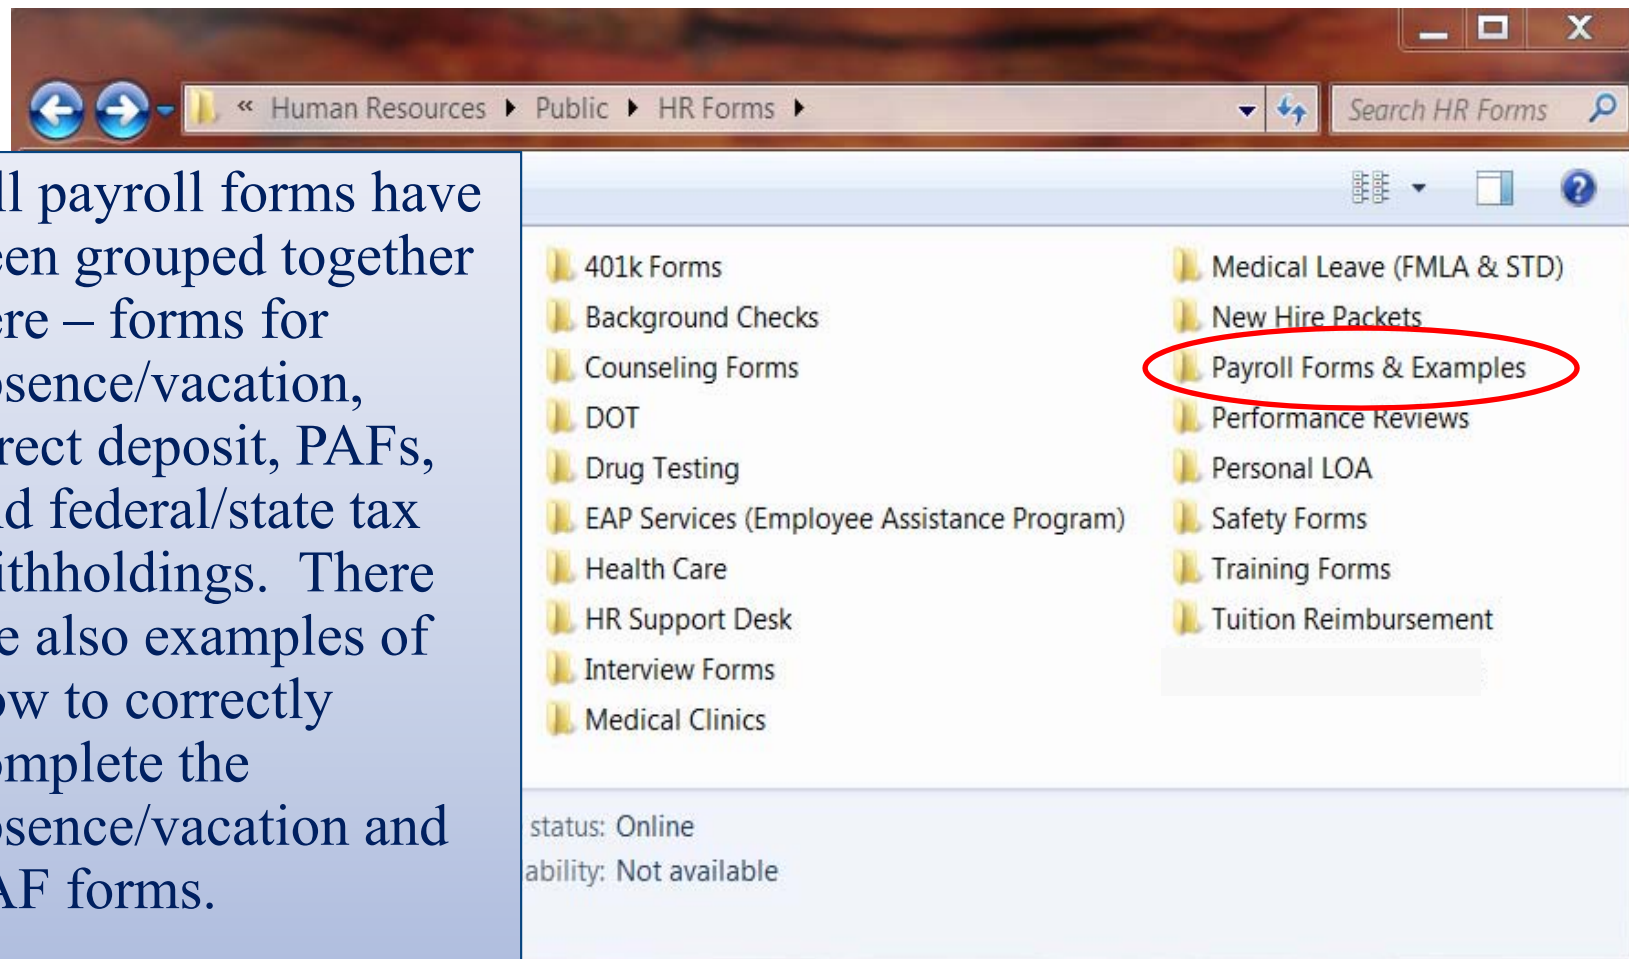 « Human Resources ▸ Public ▸ HR Forms ▸
Search HR Forms
ll payroll forms have
een grouped together
ere – forms for
bsence/vacation,
rect deposit, PAFs,
nd federal/state tax
ithholdings. There
e also examples of
ow to correctly
omplete the
bsence/vacation and
AF forms.
401k Forms
Background Checks
Counseling Forms
DOT
Drug Testing
EAP Services (Employee Assistance Program)
Health Care
HR Support Desk
Interview Forms
Medical Clinics
Medical Leave (FMLA & STD)
New Hire Packets
Payroll Forms & Examples
Performance Reviews
Personal LOA
Safety Forms
Training Forms
Tuition Reimbursement
status: Online
ability: Not available